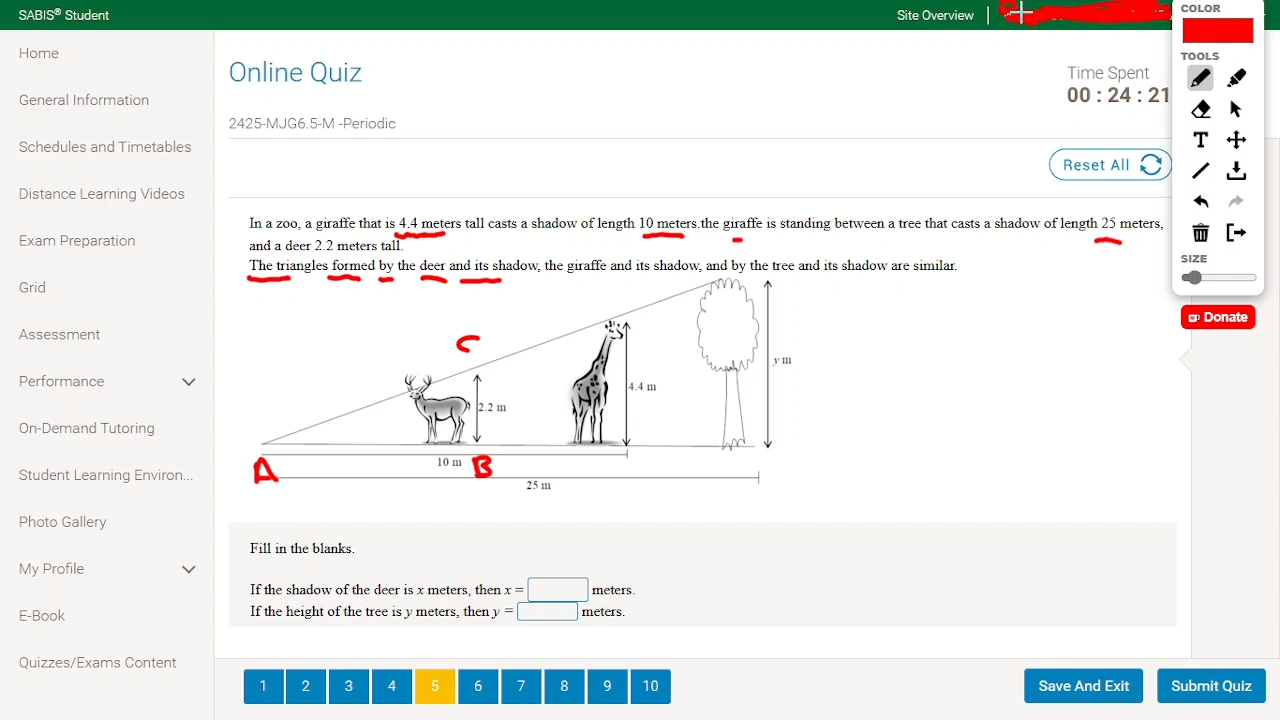 SABIS® Student
Site Overview
COLOR
TOOLS
SIZE
Donate
Home
General Information
Schedules and Timetables
Distance Learning Videos
Exam Preparation
Grid
Assessment
Performance
On-Demand Tutoring
Student Learning Environ...
Photo Gallery
My Profile
E-Book
Quizzes/Exams Content
Online Quiz
Time Spent
00 : 24 : 21
2425-MJG6.5-M -Periodic
Reset All
In a zoo, a giraffe that is 4.4 meters tall casts a shadow of length 10 meters.the giraffe is standing between a tree that casts a shadow of length 25 meters,
and a deer 2.2 meters tall.
The triangles formed by the deer and its shadow, the giraffe and its shadow, and by the tree and its shadow are similar.
C
y m
4.4 m
2.2 m
A
10 m
B
25 m
Fill in the blanks.
If the shadow of the deer is x meters, then x = meters.
If the height of the tree is y meters, then y = meters.
1 2 3 4 5 6 7 8 9 10
Save And Exit
Submit Quiz